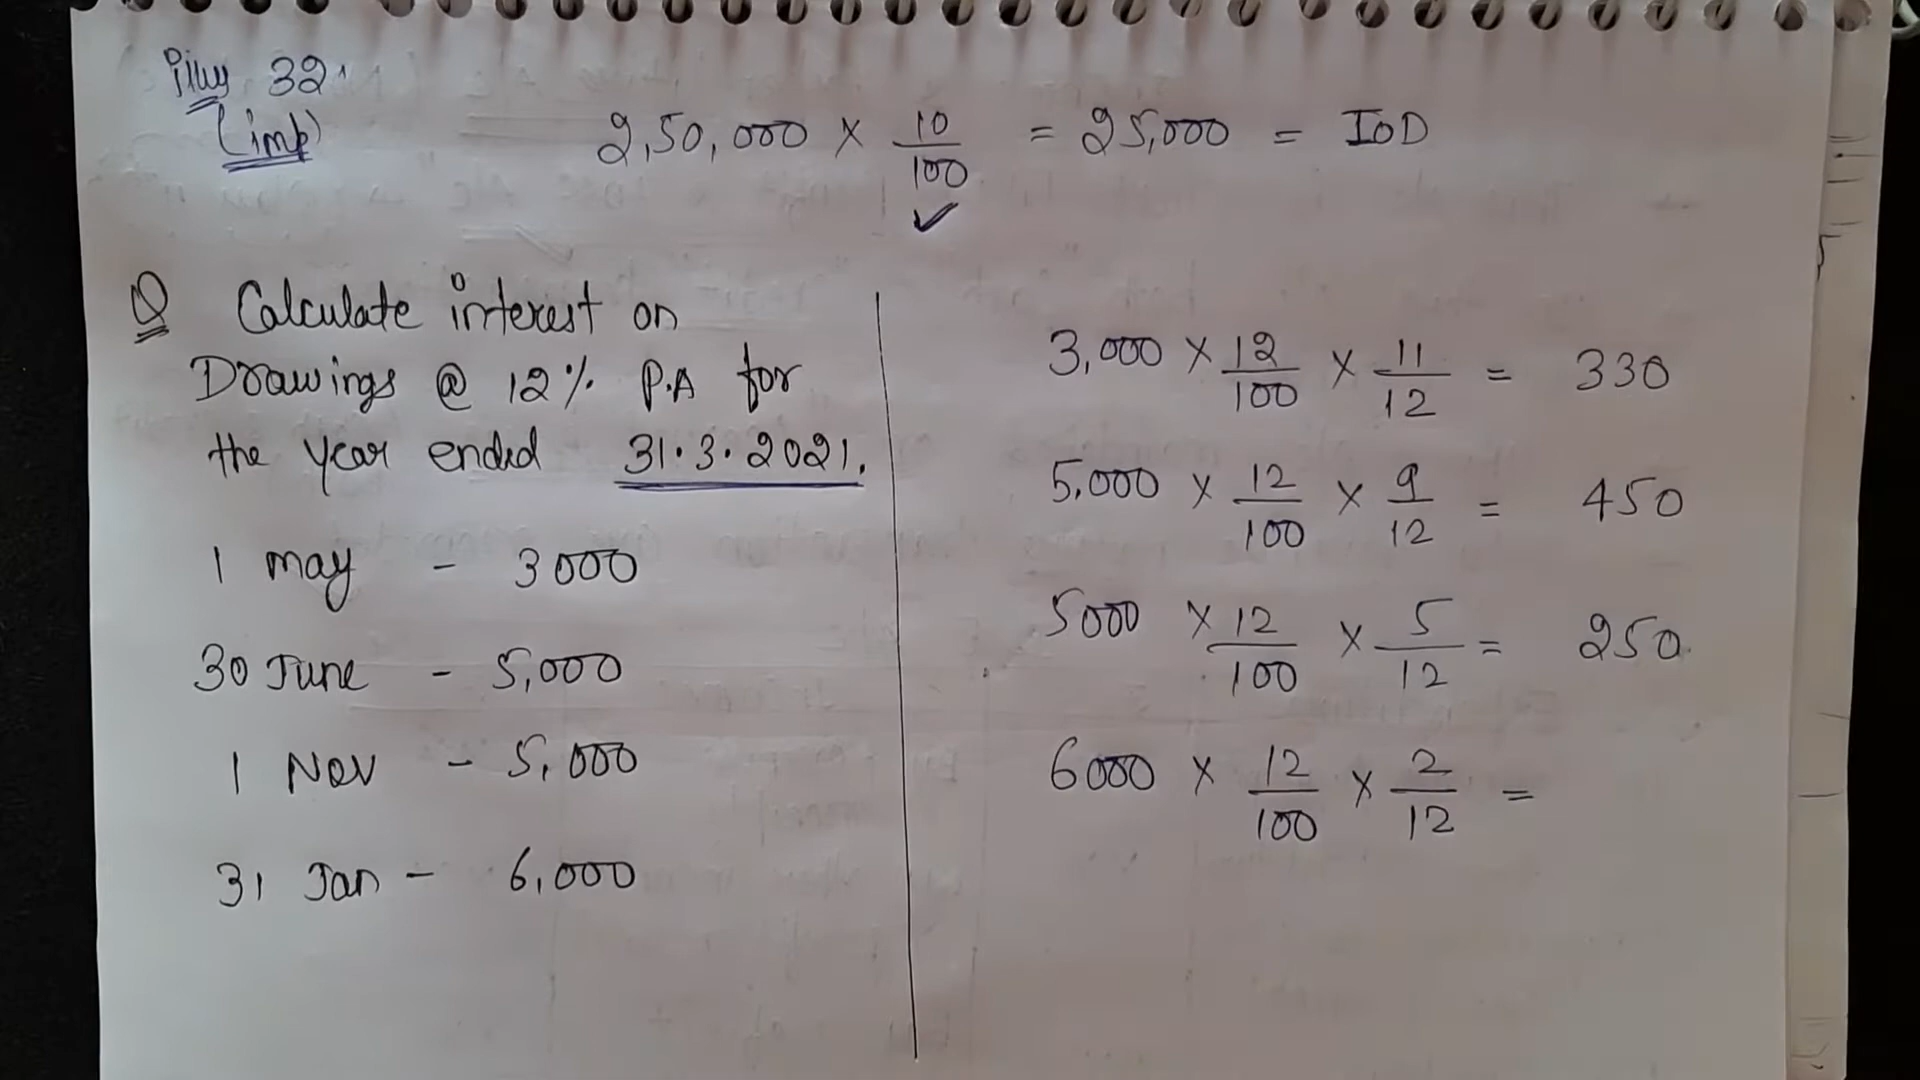 illus 32.
(imp)
2,50,000 × 10/100 = 25,000 = IOD
✓
Q Calculate interest on
Drawings @ 12% P.A for
the year ended 31.3.2021.
1 may - 3000
30 June - 5,000
1 Nov - 5,000
31 Jan - 6,000
3,000 × 12/100 × 11/12 = 330
5,000 × 12/100 × 9/12 = 450
5000 × 12/100 × 5/12 = 250.
6000 × 12/100 × 2/12 =